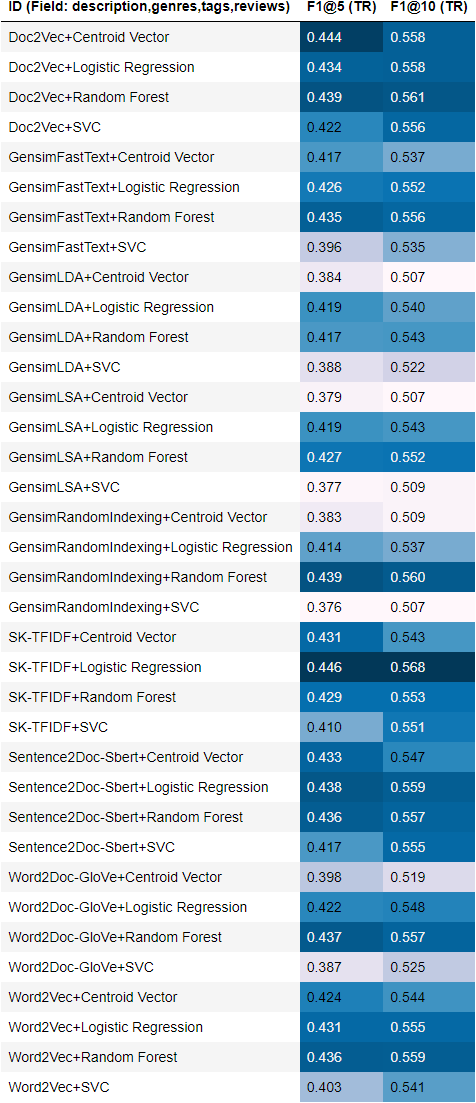 ID (Field: description,genres,tags,reviews) F1@5 (TR) F1@10 (TR)
Doc2Vec+Centroid Vector 0.444 0.558
Doc2Vec+Logistic Regression 0.434 0.558
Doc2Vec+Random Forest 0.439 0.561
Doc2Vec+SVC 0.422 0.556
GensimFastText+Centroid Vector 0.417 0.537
GensimFastText+Logistic Regression 0.426 0.552
GensimFastText+Random Forest 0.435 0.556
GensimFastText+SVC 0.396 0.535
GensimLDA+Centroid Vector 0.384 0.507
GensimLDA+Logistic Regression 0.419 0.540
GensimLDA+Random Forest 0.417 0.543
GensimLDA+SVC 0.388 0.522
GensimLSA+Centroid Vector 0.379 0.507
GensimLSA+Logistic Regression 0.419 0.543
GensimLSA+Random Forest 0.427 0.552
GensimLSA+SVC 0.377 0.509
GensimRandomIndexing+Centroid Vector 0.383 0.509
GensimRandomIndexing+Logistic Regression 0.414 0.537
GensimRandomIndexing+Random Forest 0.439 0.560
GensimRandomIndexing+SVC 0.376 0.507
SK-TFIDF+Centroid Vector 0.431 0.543
SK-TFIDF+Logistic Regression 0.446 0.568
SK-TFIDF+Random Forest 0.429 0.553
SK-TFIDF+SVC 0.410 0.551
Sentence2Doc-Sbert+Centroid Vector 0.433 0.547
Sentence2Doc-Sbert+Logistic Regression 0.438 0.559
Sentence2Doc-Sbert+Random Forest 0.436 0.557
Sentence2Doc-Sbert+SVC 0.417 0.555
Word2Doc-GloVe+Centroid Vector 0.398 0.519
Word2Doc-GloVe+Logistic Regression 0.422 0.548
Word2Doc-GloVe+Random Forest 0.437 0.557
Word2Doc-GloVe+SVC 0.387 0.525
Word2Vec+Centroid Vector 0.424 0.544
Word2Vec+Logistic Regression 0.431 0.555
Word2Vec+Random Forest 0.436 0.559
Word2Vec+SVC 0.403 0.541